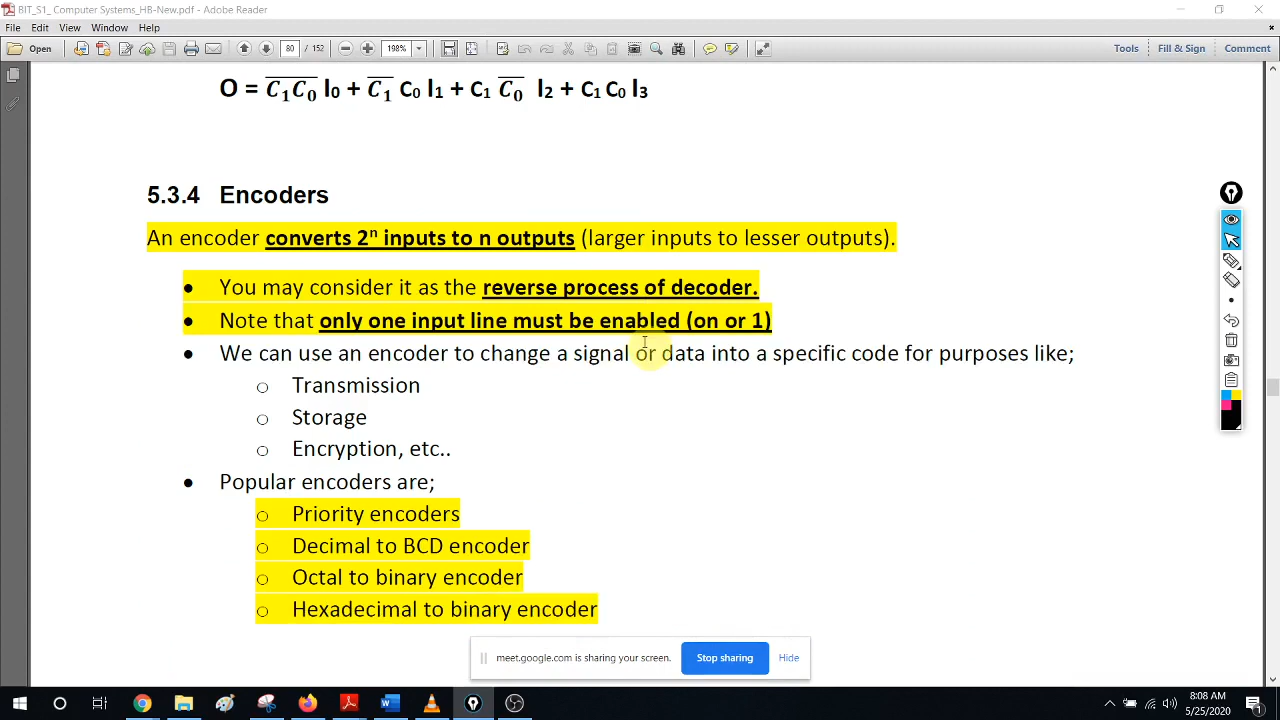 BIT_S1_ Computer Systems_HB-New.pdf - Adobe Reader
File Edit View Window Help
Open 80 / 152 198% Tools Fill & Sign Comment
O = C̅₁C̅₀ I₀ + C̅₁ C₀ I₁ + C₁ C̅₀ I₂ + C₁ C₀ I₃
5.3.4 Encoders
An encoder converts 2ⁿ inputs to n outputs (larger inputs to lesser outputs).
● You may consider it as the reverse process of decoder.
● Note that only one input line must be enabled (on or 1)
● We can use an encoder to change a signal or data into a specific code for purposes like;
○ Transmission
○ Storage
○ Encryption, etc..
● Popular encoders are;
○ Priority encoders
○ Decimal to BCD encoder
○ Octal to binary encoder
○ Hexadecimal to binary encoder
meet.google.com is sharing your screen. Stop sharing Hide
8:08 AM
5/25/2020
1